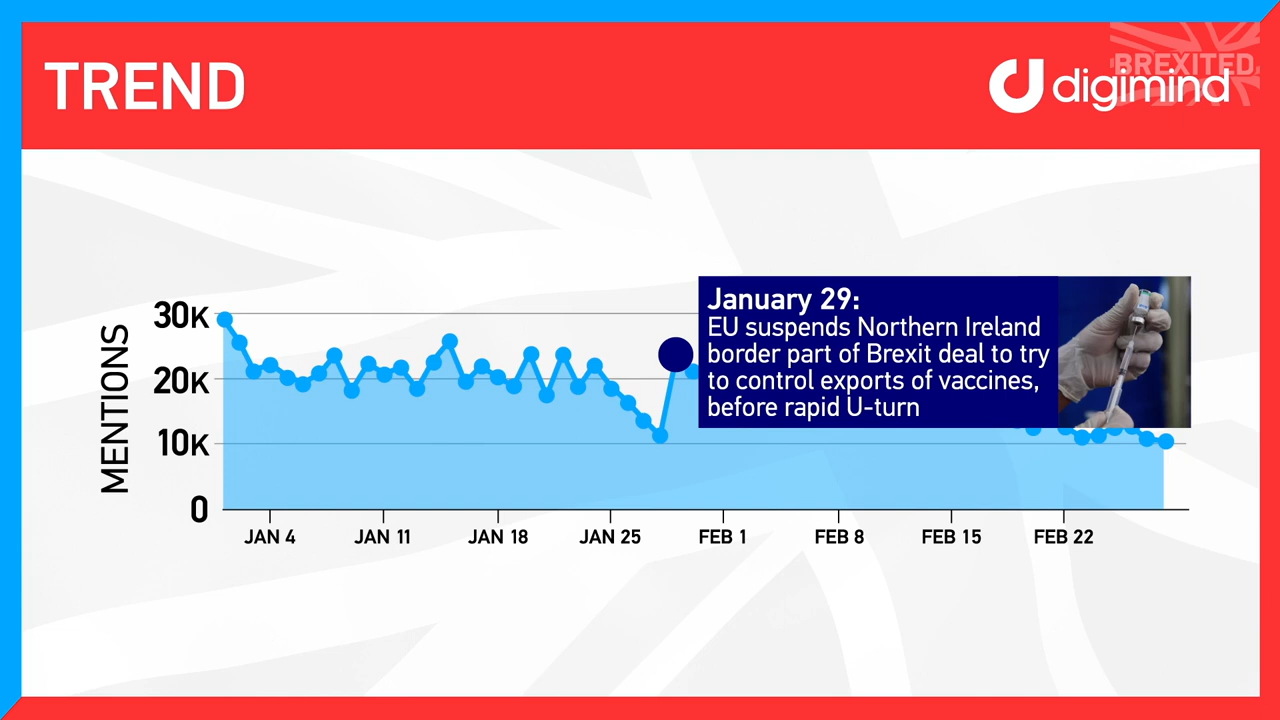 TREND
BREXITED
digimind
January 29:
EU suspends Northern Ireland
border part of Brexit deal to try
to control exports of vaccines,
before rapid U-turn
MENTIONS
30K
20K
10K
0
JAN 4 JAN 11 JAN 18 JAN 25 FEB 1 FEB 8 FEB 15 FEB 22